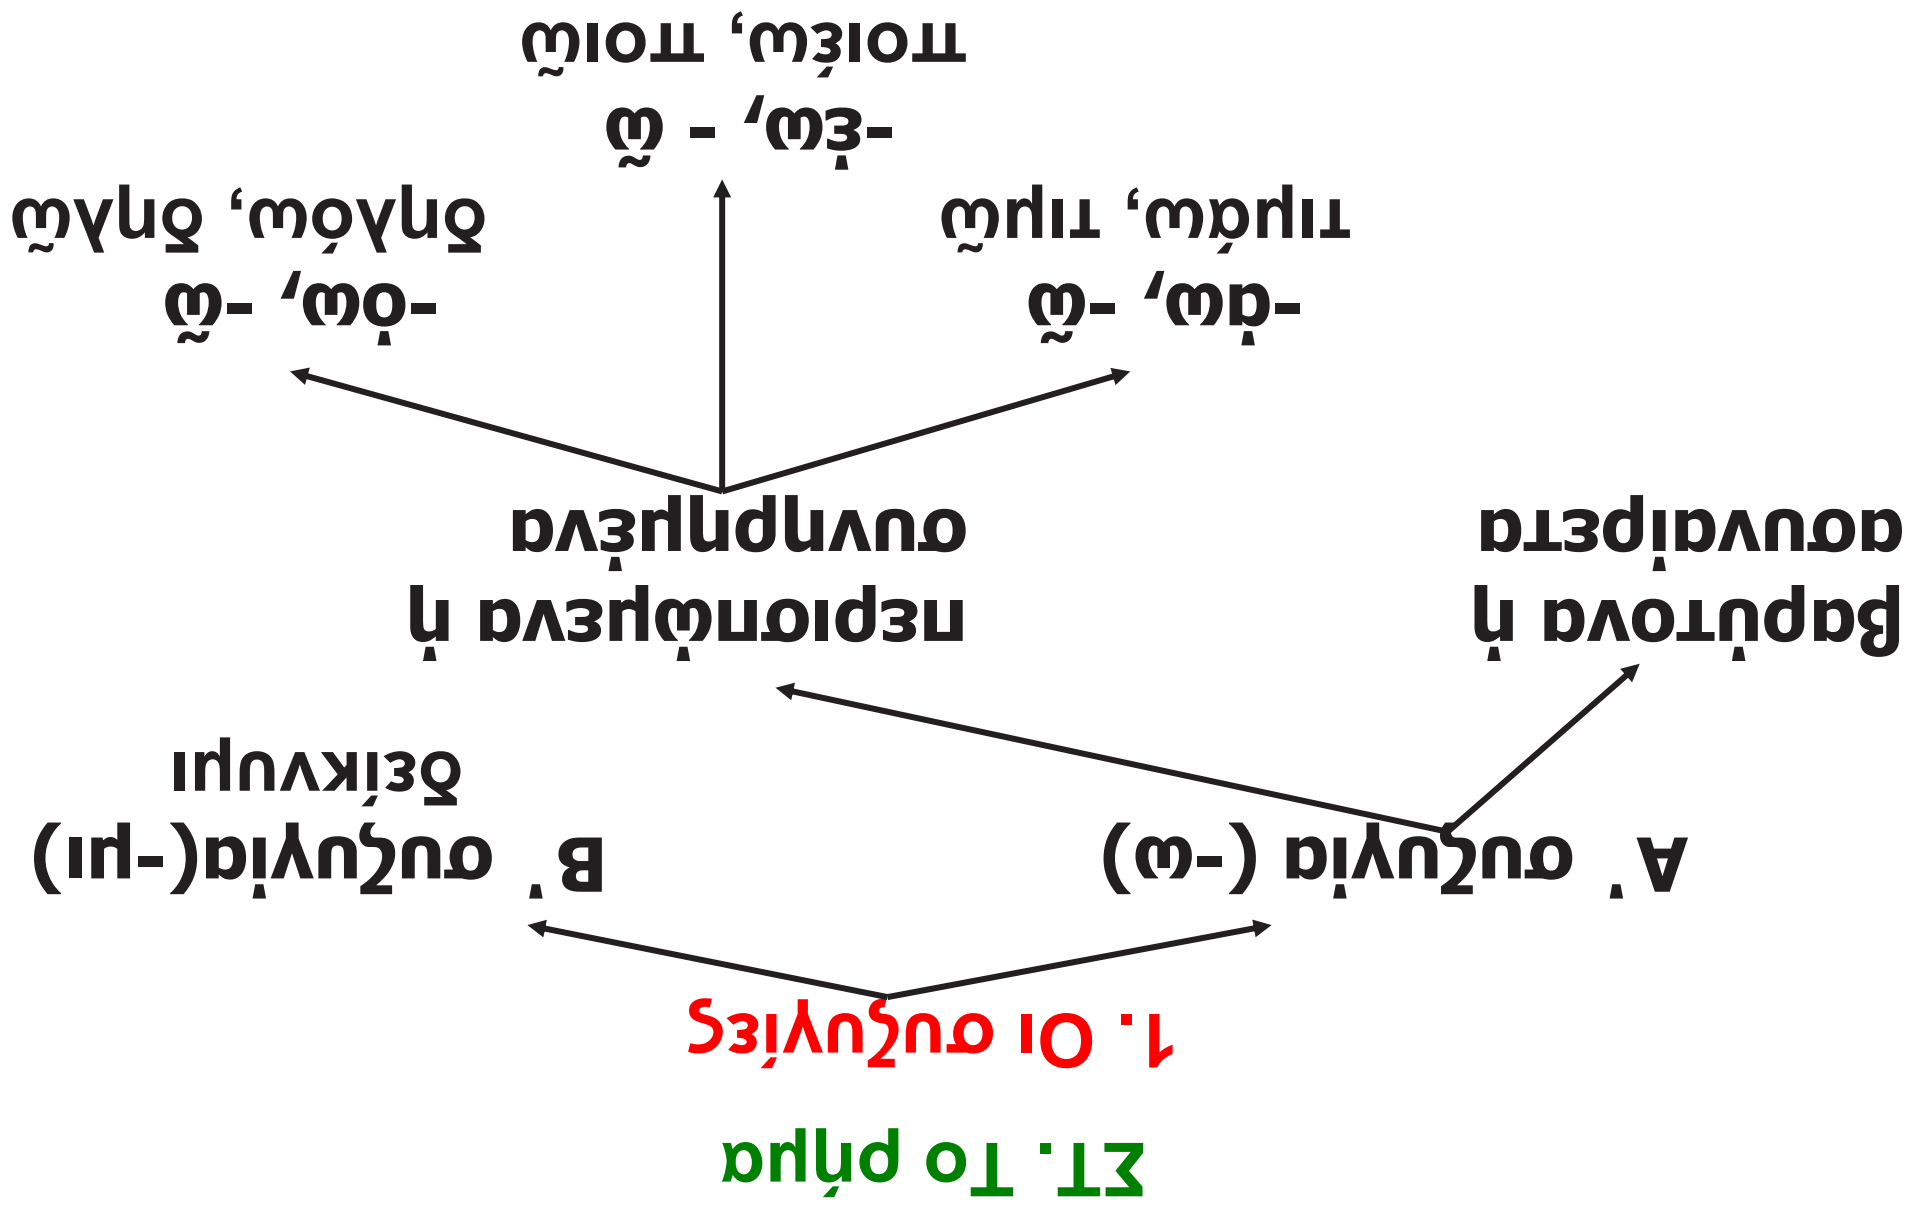 ΣΤ. Το ρήμα
1. Οι συζυγίες
Α΄ συζυγία (-ω)
Β΄ συζυγία(-μι)
δείκνυμι
βαρύτονα ή
ασυναίρετα
περισπώμενα ή
συνηρημένα
-άω, -ῶ
τιμάω, τιμῶ
-έω, - ῶ
ποιέω, ποιῶ
-όω, -ῶ
δηλόω, δηλῶ